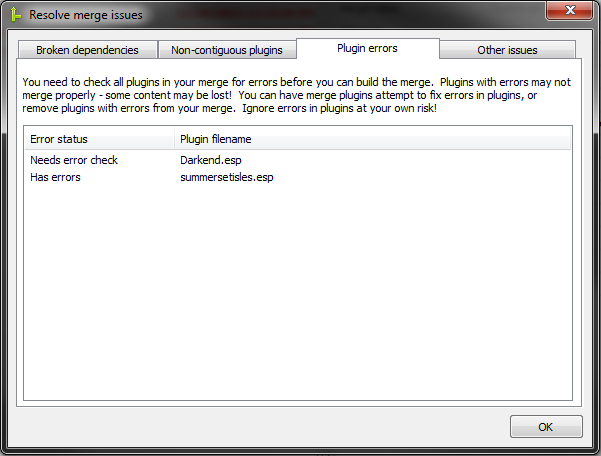 Resolve merge issues
Broken dependencies Non-contiguous plugins Plugin errors Other issues
You need to check all plugins in your merge for errors before you can build the merge. Plugins with errors may not
merge properly - some content may be lost! You can have merge plugins attempt to fix errors in plugins, or
remove plugins with errors from your merge. Ignore errors in plugins at your own risk!
Error status Plugin filename
Needs error check Darkend.esp
Has errors summersetisles.esp
OK